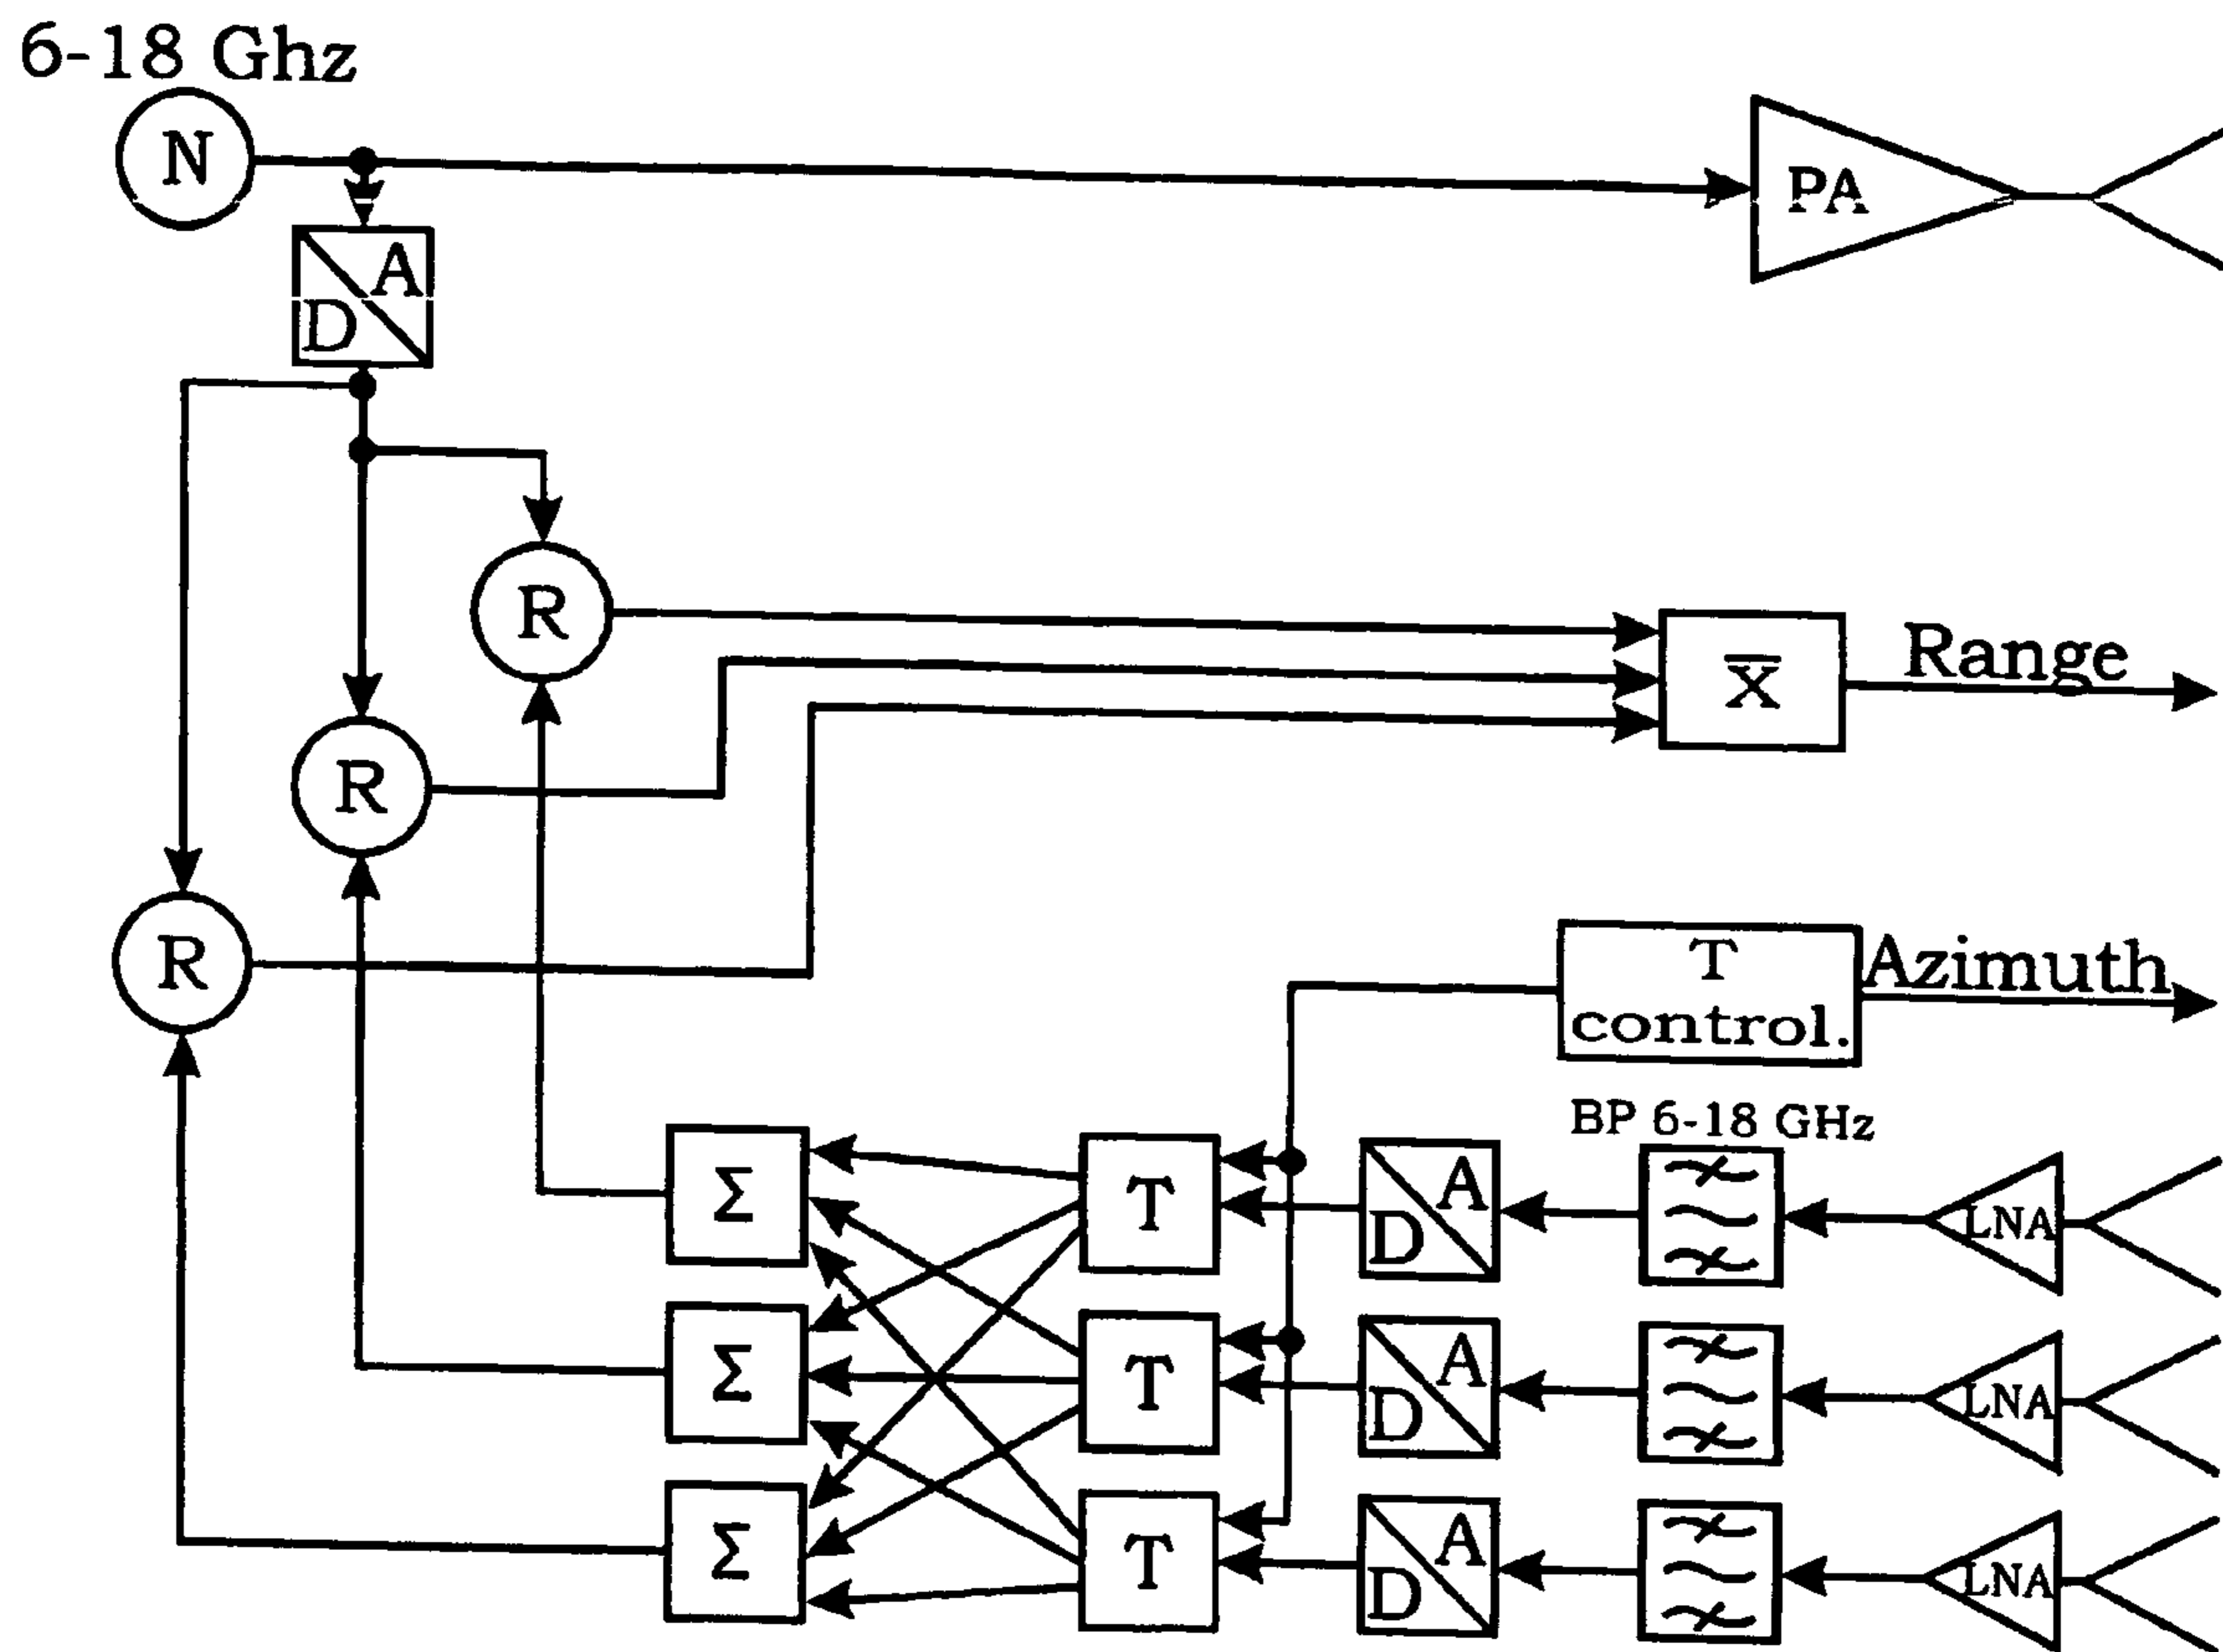 6-18 Ghz
N
PA
A
D
R
x̅
Range
R
R
T
control.
Azimuth
BP 6-18 GHz
Σ
T
A
D
LNA
Σ
T
A
D
LNA
Σ
T
A
D
LNA